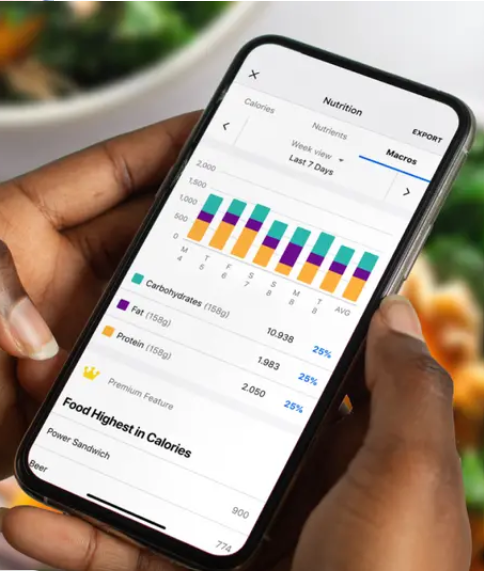 Nutrition
EXPORT
Calories Nutrients Macros
Week view
Last 7 Days
2,000
1,500
1,000
500
0
M T F S S M T AVG
4 5 6 7 8 8 8
Carbohydrates (158g) 10.938 25%
Fat (158g) 1.983 25%
Protein (158g) 2.050 25%
Premium Feature
Food Highest in Calories
Power Sandwich 900
Beer 774